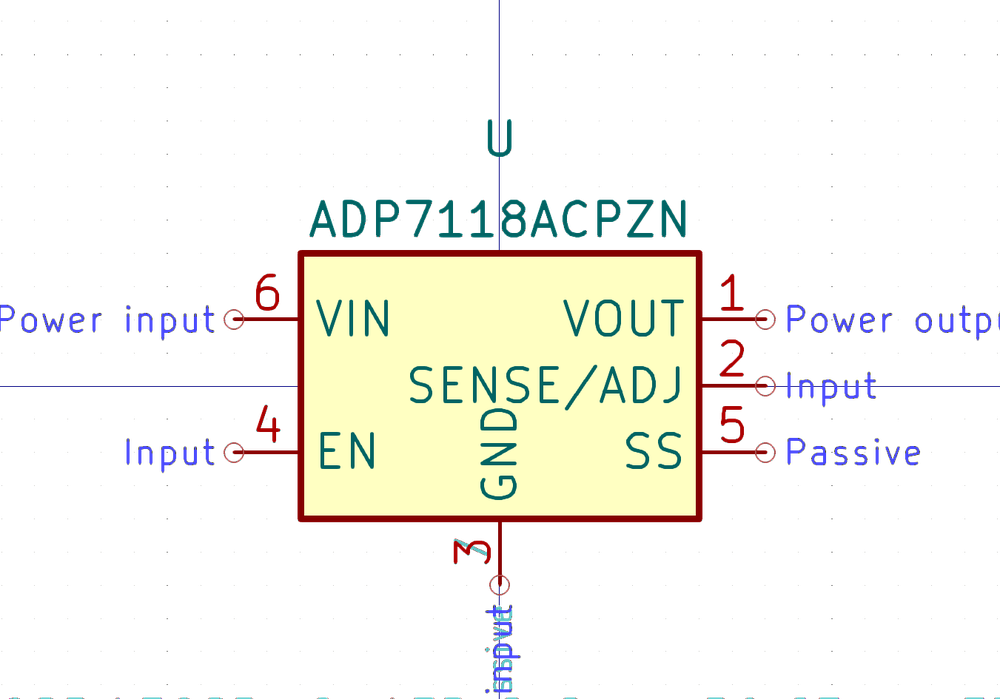 U
ADP7118ACPZN
Power input 6 VIN VOUT 1 Power outpu
SENSE/ADJ 2 Input
Input 4 EN GND SS 5 Passive
3
input